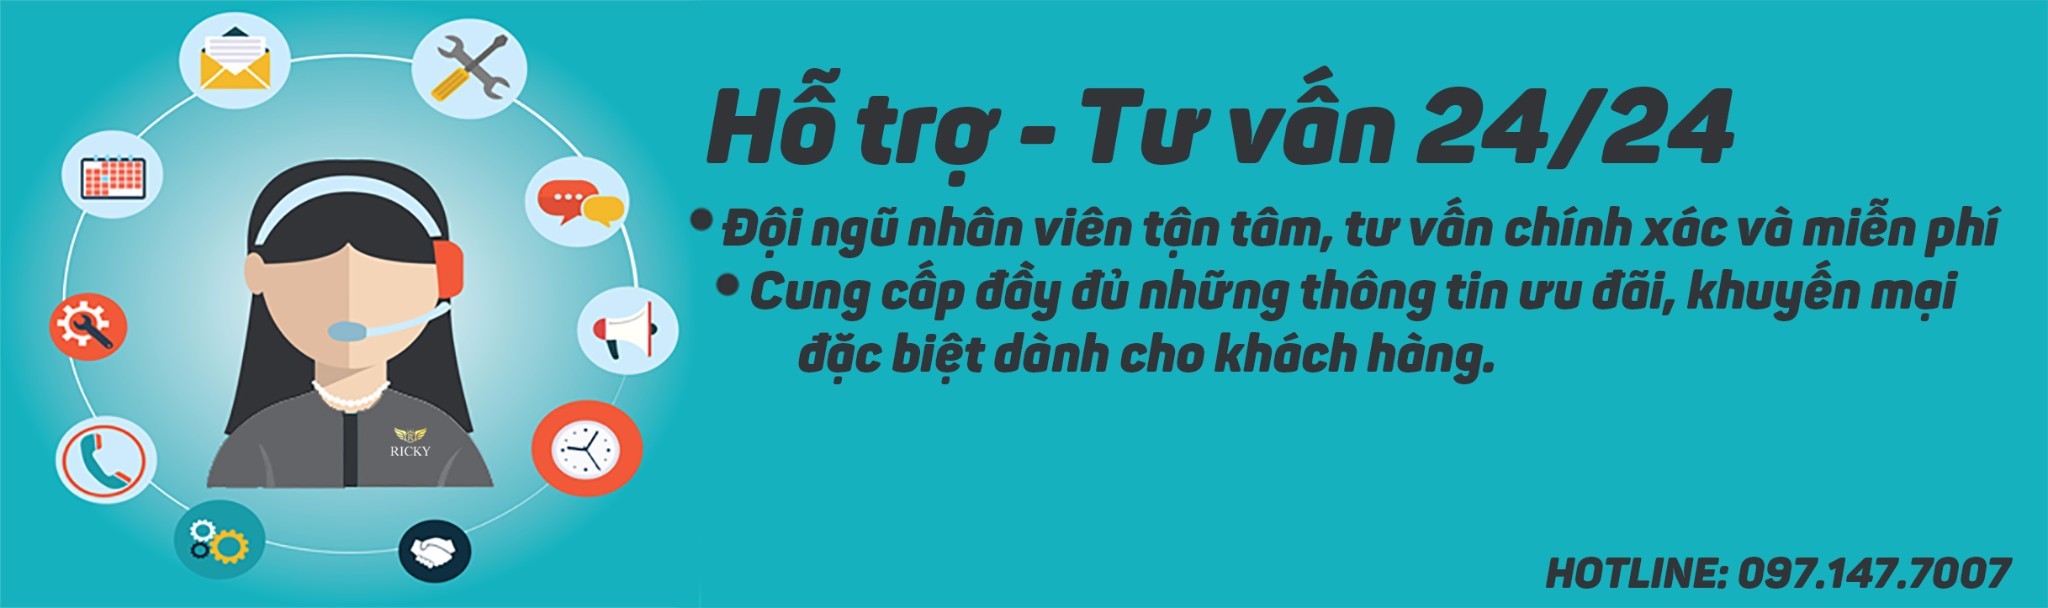 Hỗ trợ - Tư vấn 24/24
• Đội ngũ nhân viên tận tâm, tư vấn chính xác và miễn phí
• Cung cấp đầy đủ những thông tin ưu đãi, khuyến mại
đặc biệt dành cho khách hàng.
RICKY
HOTLINE: 097.147.7007